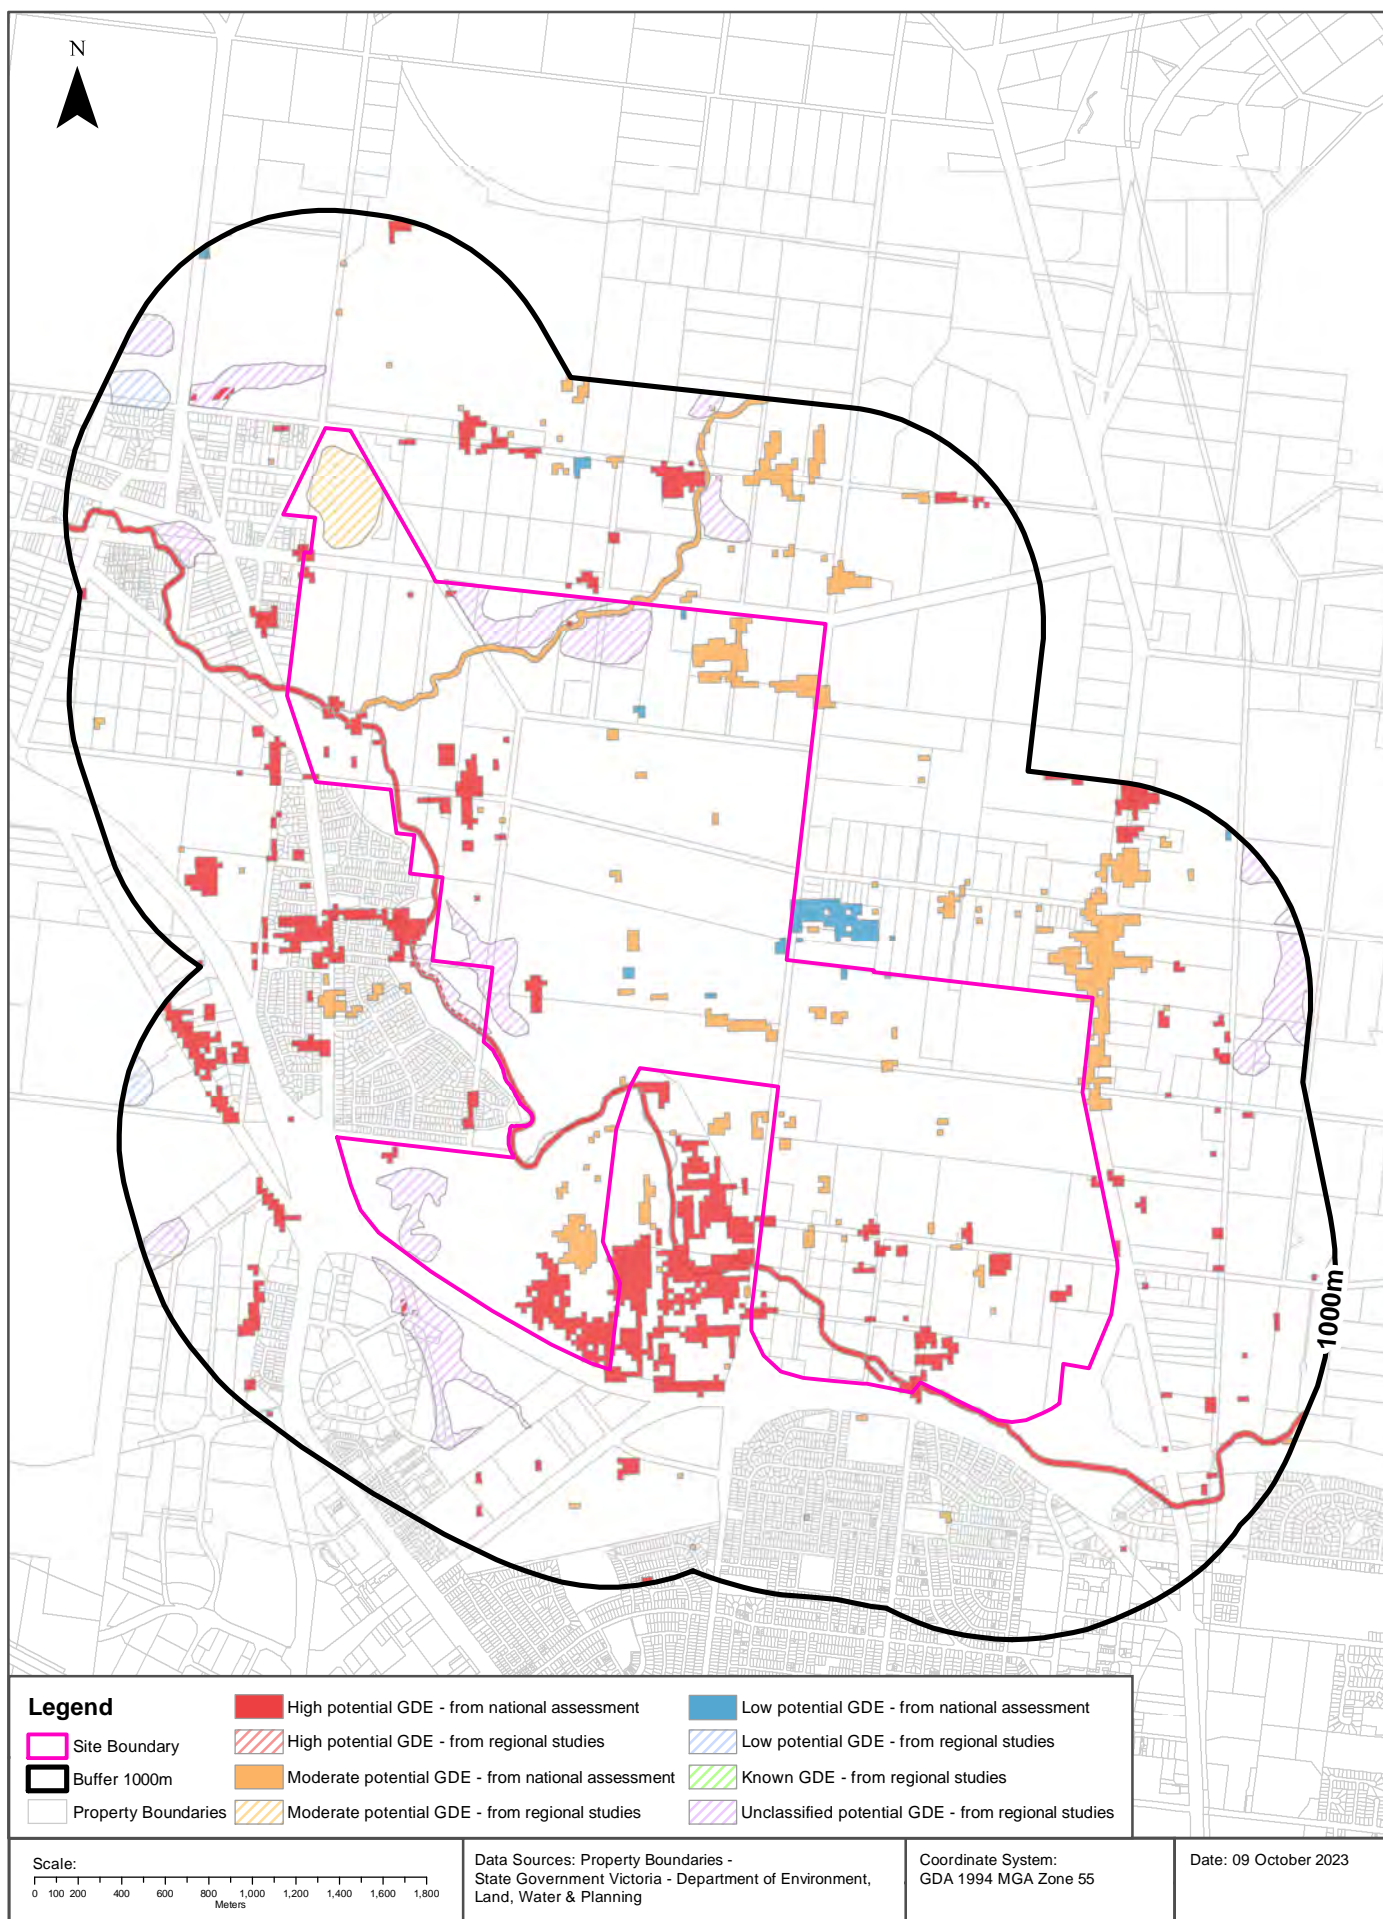 N
1000m
Legend
Site Boundary
Buffer 1000m
Property Boundaries
High potential GDE - from national assessment
High potential GDE - from regional studies
Moderate potential GDE - from national assessment
Moderate potential GDE - from regional studies
Low potential GDE - from national assessment
Low potential GDE - from regional studies
Known GDE - from regional studies
Unclassified potential GDE - from regional studies
Scale:
0 100 200 400 600 800 1,000 1,200 1,400 1,600 1,800
Meters
Data Sources: Property Boundaries -
State Government Victoria - Department of Environment,
Land, Water & Planning
Coordinate System:
GDA 1994 MGA Zone 55
Date: 09 October 2023